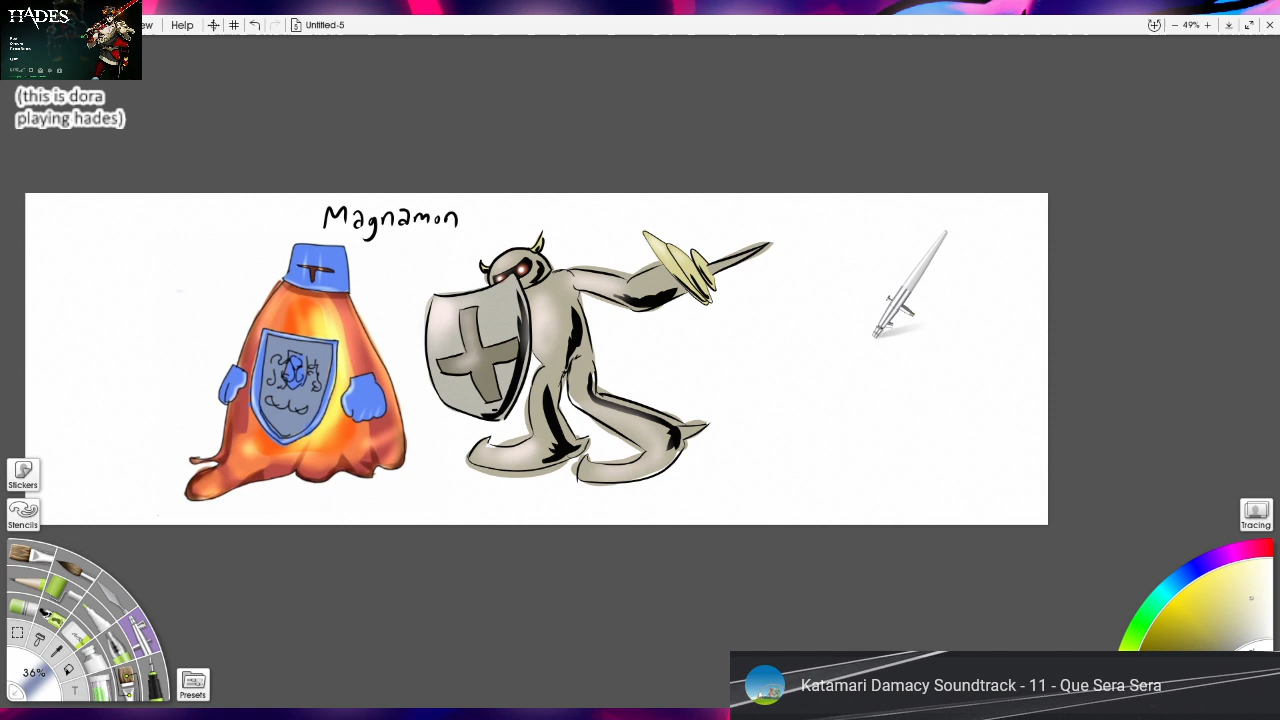 HADES
ew Help Untitled-5 49%
(this is dora
playing hades)
Magnamon
Stickers
Stencils
Tracing
36%
Presets
T
Katamari Damacy Soundtrack - 11 - Que Sera Sera